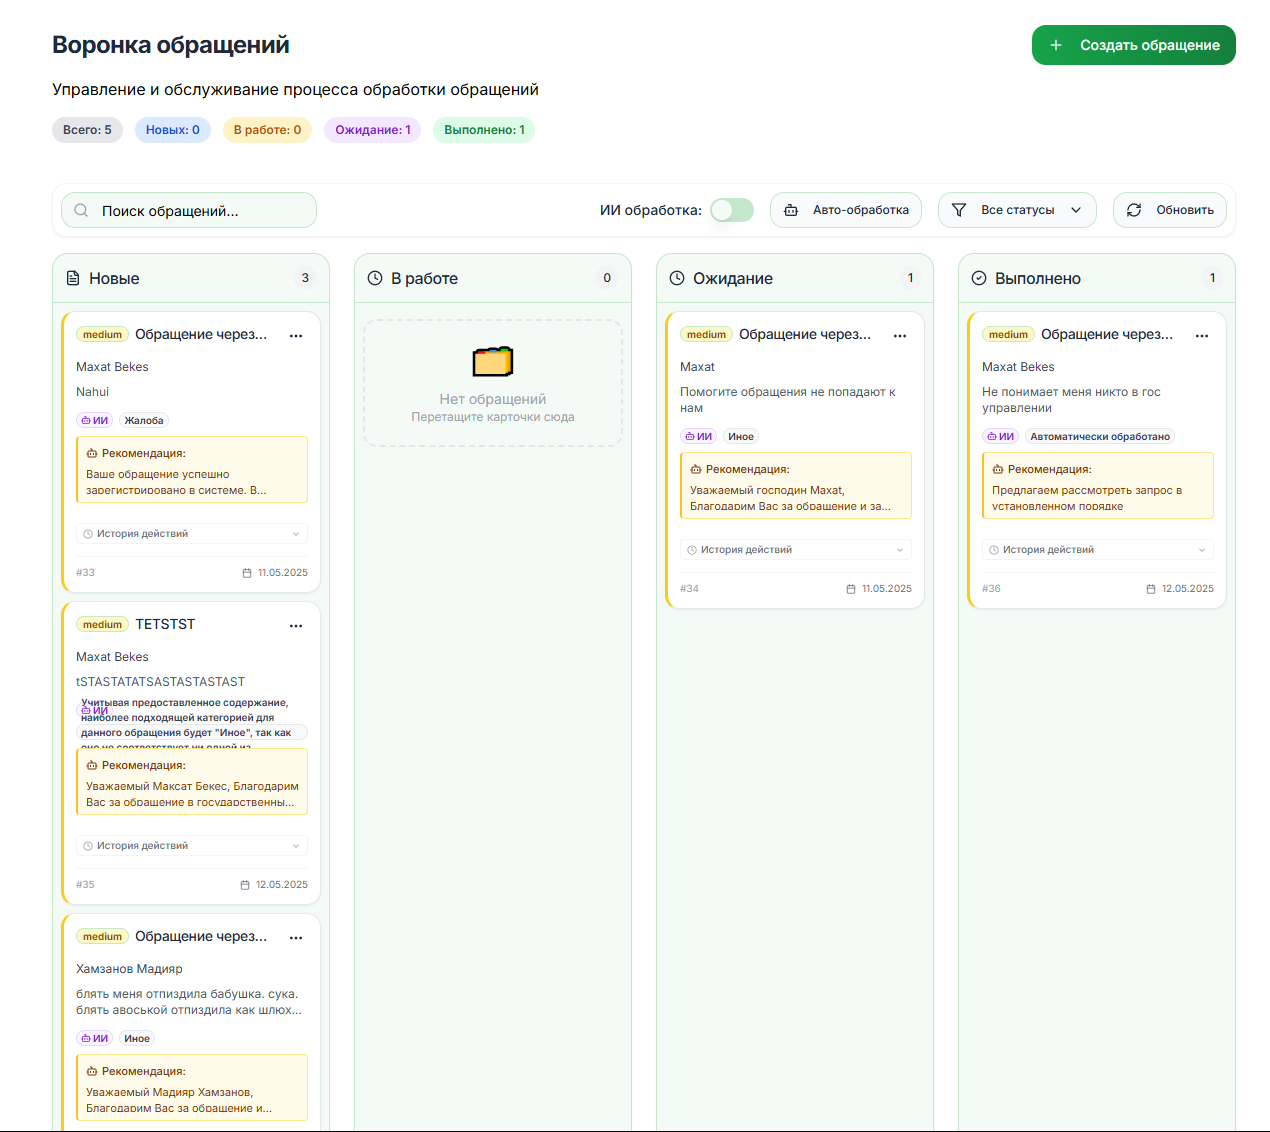 Воронка обращений
Создать обращение
Управление и обслуживание процесса обработки обращений
Всего: 5
Новых: 0
В работе: 0
Ожидание: 1
Выполнено: 1
Поиск обращений...
ИИ обработка:
Авто-обработка
Все статусы
Обновить
Новые
3
medium Обращение через...
Maxat Bekes
Nahui
ИИ Жалоба
Рекомендация:
Ваше обращение успешно
зарегистрировано в системе. В...
История действий
#33 11.05.2025
medium TETSTST
Maxat Bekes
tSTASTATATSASTASTASTAST
ИИ
Учитывая предоставленное содержание,
наиболее подходящей категорией для
данного обращения будет "Иное", так как
оно не соответствует ни одной из
Рекомендация:
Уважаемый Максат Бекес, Благодарим
Вас за обращение в государственны...
История действий
#35 12.05.2025
medium Обращение через...
Хамзанов Мадияр
блять меня отпиздила бабушка. сука.
блять авоськой отпиздила как шлюх...
ИИ Иное
Рекомендация:
Уважаемый Мадияр Хамзанов,
Благодарим Вас за обращение и...
В работе
0
Нет обращений
Перетащите карточки сюда
Ожидание
1
medium Обращение через...
Maxat
Помогите обращения не попадают к
нам
ИИ Иное
Рекомендация:
Уважаемый господин Maxat,
Благодарим Вас за обращение и за...
История действий
#34 11.05.2025
Выполнено
1
medium Обращение через...
Maxat Bekes
Не понимает меня никто в гос
управлении
ИИ Автоматически обработано
Рекомендация:
Предлагаем рассмотреть запрос в
установленном порядке
История действий
#36 12.05.2025